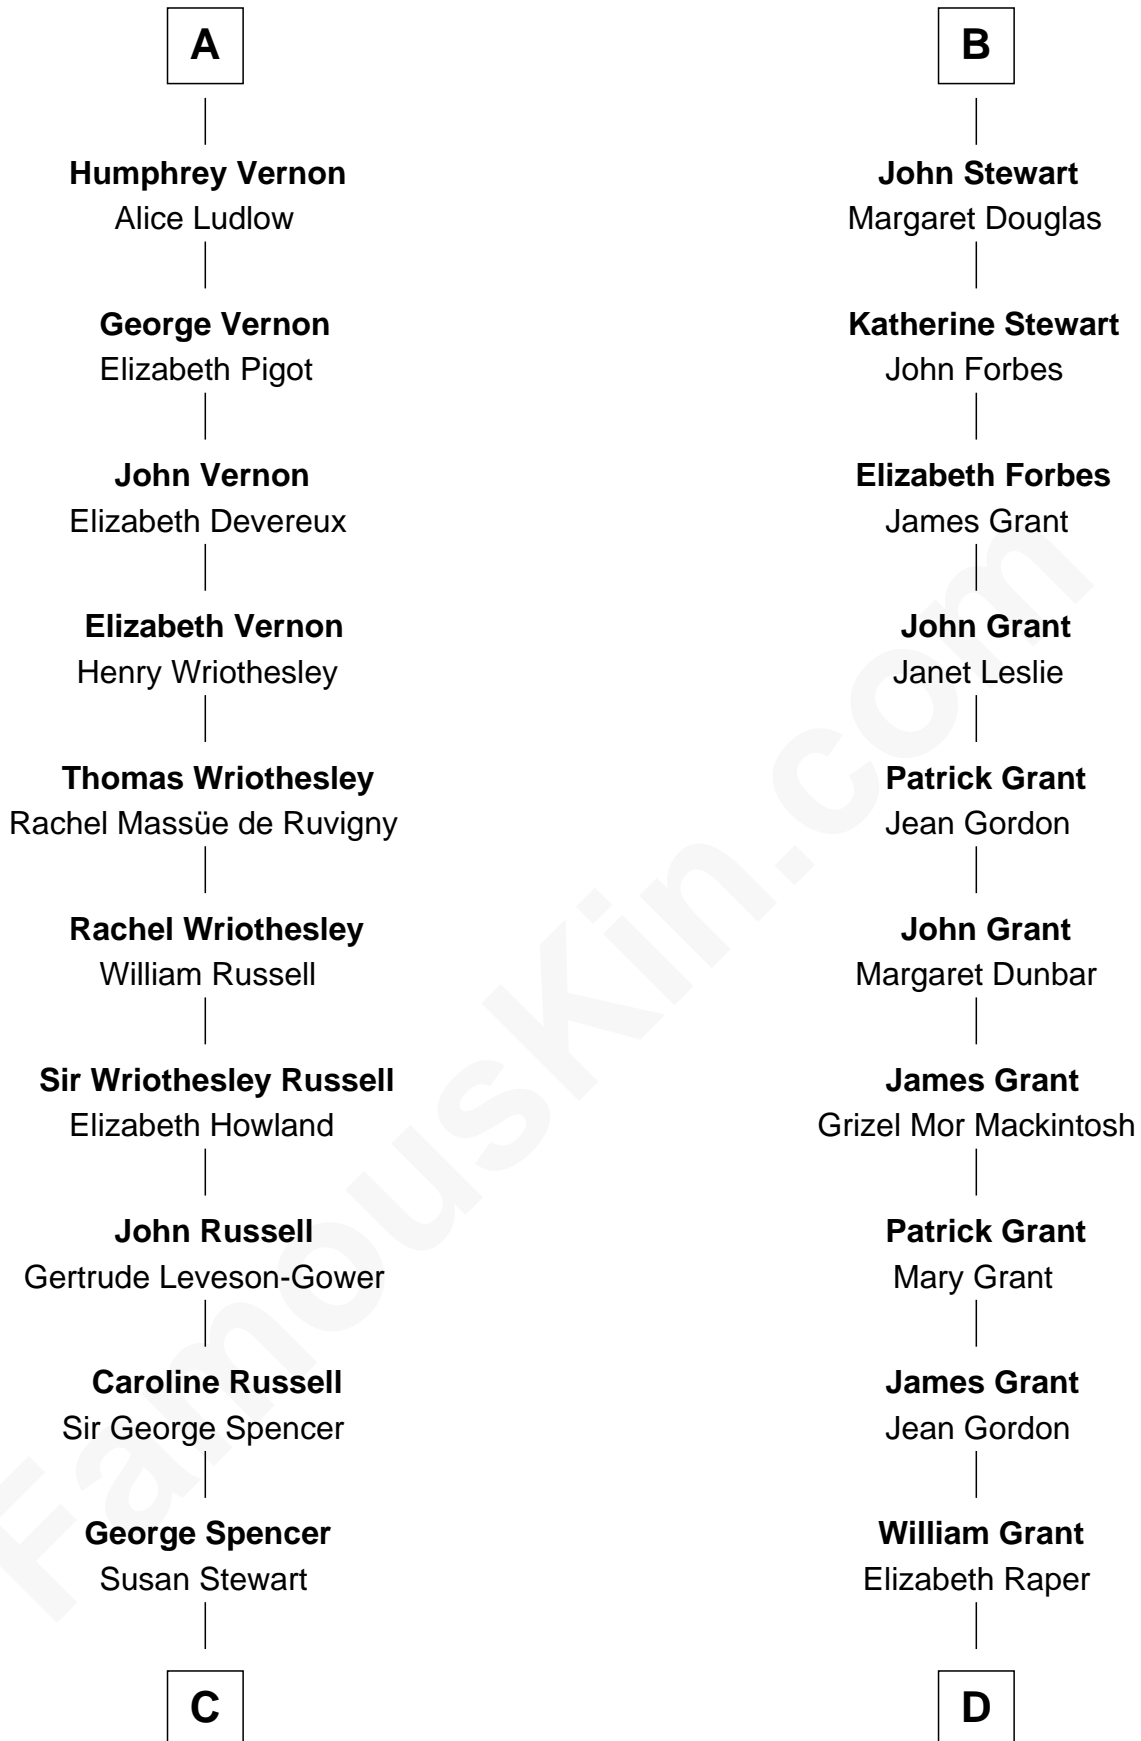 A
Humphrey Vernon
Alice Ludlow
George Vernon
Elizabeth Pigot
John Vernon
Elizabeth Devereux
Elizabeth Vernon
Henry Wriothesley
Thomas Wriothesley
Rachel Massüe de Ruvigny
Rachel Wriothesley
William Russell
Sir Wriothesley Russell
Elizabeth Howland
John Russell
Gertrude Leveson-Gower
Caroline Russell
Sir George Spencer
George Spencer
Susan Stewart
C
B
John Stewart
Margaret Douglas
Katherine Stewart
John Forbes
Elizabeth Forbes
James Grant
John Grant
Janet Leslie
Patrick Grant
Jean Gordon
John Grant
Margaret Dunbar
James Grant
Grizel Mor Mackintosh
Patrick Grant
Mary Grant
James Grant
Jean Gordon
William Grant
Elizabeth Raper
D
FamousKin.com